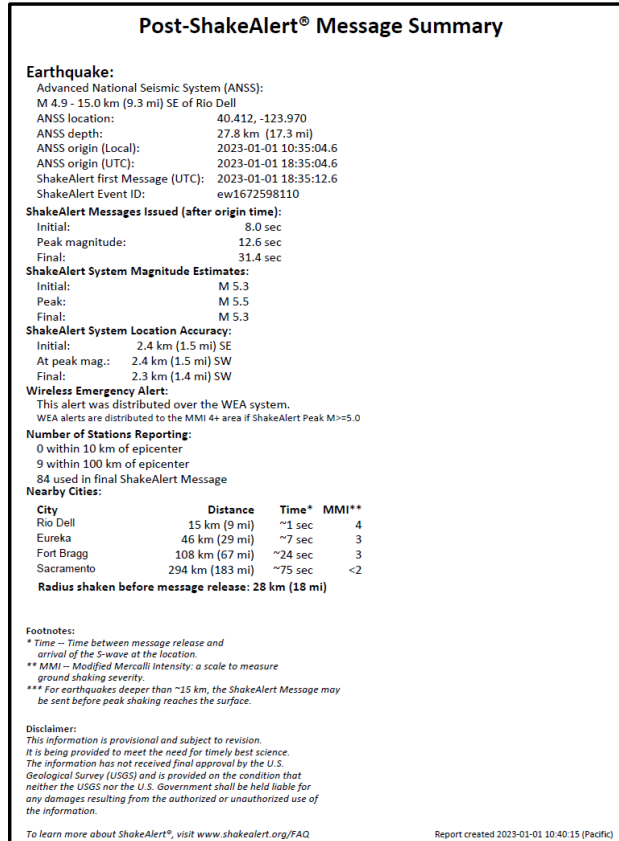 Post-ShakeAlert® Message Summary
Earthquake:
Advanced National Seismic System (ANSS):
M 4.9 - 15.0 km (9.3 mi) SE of Rio Dell
ANSS location: 40.412, -123.970
ANSS depth: 27.8 km (17.3 mi)
ANSS origin (Local): 2023-01-01 10:35:04.6
ANSS origin (UTC): 2023-01-01 18:35:04.6
ShakeAlert first Message (UTC): 2023-01-01 18:35:12.6
ShakeAlert Event ID: ew1672598110
ShakeAlert Messages Issued (after origin time):
Initial: 8.0 sec
Peak magnitude: 12.6 sec
Final: 31.4 sec
ShakeAlert System Magnitude Estimates:
Initial: M 5.3
Peak: M 5.5
Final: M 5.3
ShakeAlert System Location Accuracy:
Initial: 2.4 km (1.5 mi) SE
At peak mag.: 2.4 km (1.5 mi) SW
Final: 2.3 km (1.4 mi) SW
Wireless Emergency Alert:
This alert was distributed over the WEA system.
WEA alerts are distributed to the MMI 4+ area if ShakeAlert Peak M>=5.0
Number of Stations Reporting:
0 within 10 km of epicenter
9 within 100 km of epicenter
84 used in final ShakeAlert Message
Nearby Cities:
City Distance Time* MMI**
Rio Dell 15 km (9 mi) ~1 sec 4
Eureka 46 km (29 mi) ~7 sec 3
Fort Bragg 108 km (67 mi) ~24 sec 3
Sacramento 294 km (183 mi) ~75 sec <2
Radius shaken before message release: 28 km (18 mi)
Footnotes:
* Time -- Time between message release and
arrival of the S-wave at the location.
** MMI -- Modified Mercalli Intensity: a scale to measure
ground shaking severity.
*** For earthquakes deeper than ~15 km, the ShakeAlert Message may
be sent before peak shaking reaches the surface.
Disclaimer:
This information is provisional and subject to revision.
It is being provided to meet the need for timely best science.
The information has not received final approval by the U.S.
Geological Survey (USGS) and is provided on the condition that
neither the USGS nor the U.S. Government shall be held liable for
any damages resulting from the authorized or unauthorized use of
the information.
To learn more about ShakeAlert®, visit www.shakealert.org/FAQ Report created 2023-01-01 10:40:15 (Pacific)